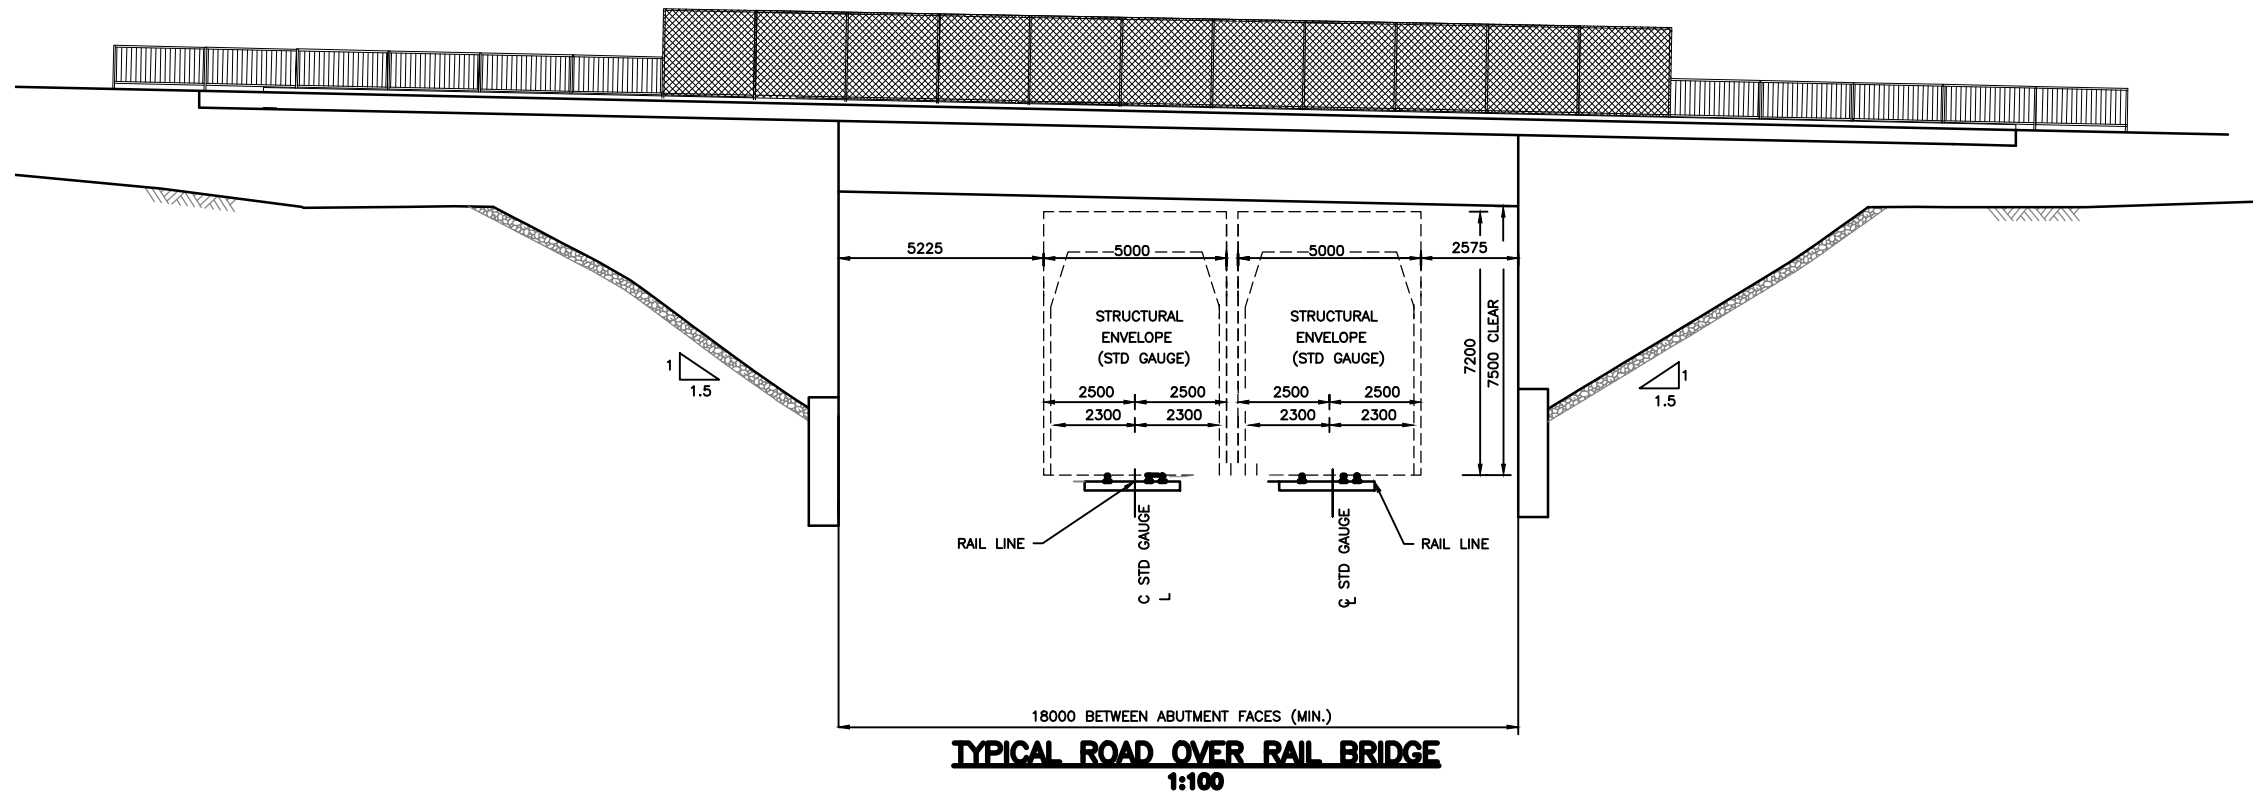 5225
5000
5000
2575
STRUCTURAL
ENVELOPE
(STD GAUGE)
STRUCTURAL
ENVELOPE
(STD GAUGE)
7200
7500 CLEAR
1
1.5
1
1.5
2500
2500
2500
2500
2300
2300
2300
2300
RAIL LINE
C STD GAUGE
L
C STD GAUGE
L
RAIL LINE
18000 BETWEEN ABUTMENT FACES (MIN.)
TYPICAL ROAD OVER RAIL BRIDGE
1:100